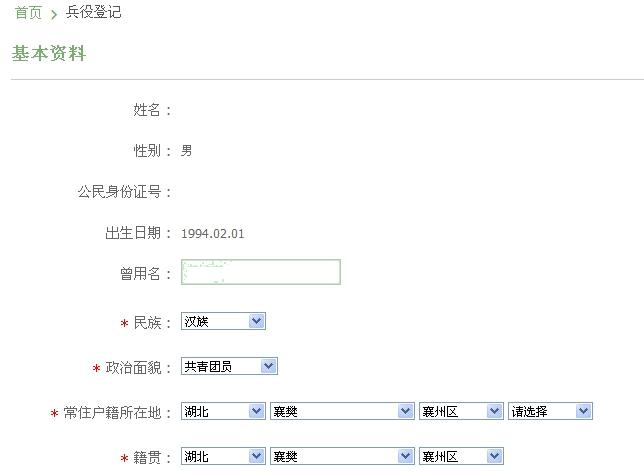 首页 > 兵役登记
基本资料
姓名：
性别： 男
公民身份证号：
出生日期： 1994.02.01
曾用名：
* 民族： 汉族
* 政治面貌： 共青团员
* 常住户籍所在地： 湖北 襄樊 襄州区 请选择
* 籍贯： 湖北 襄樊 襄州区